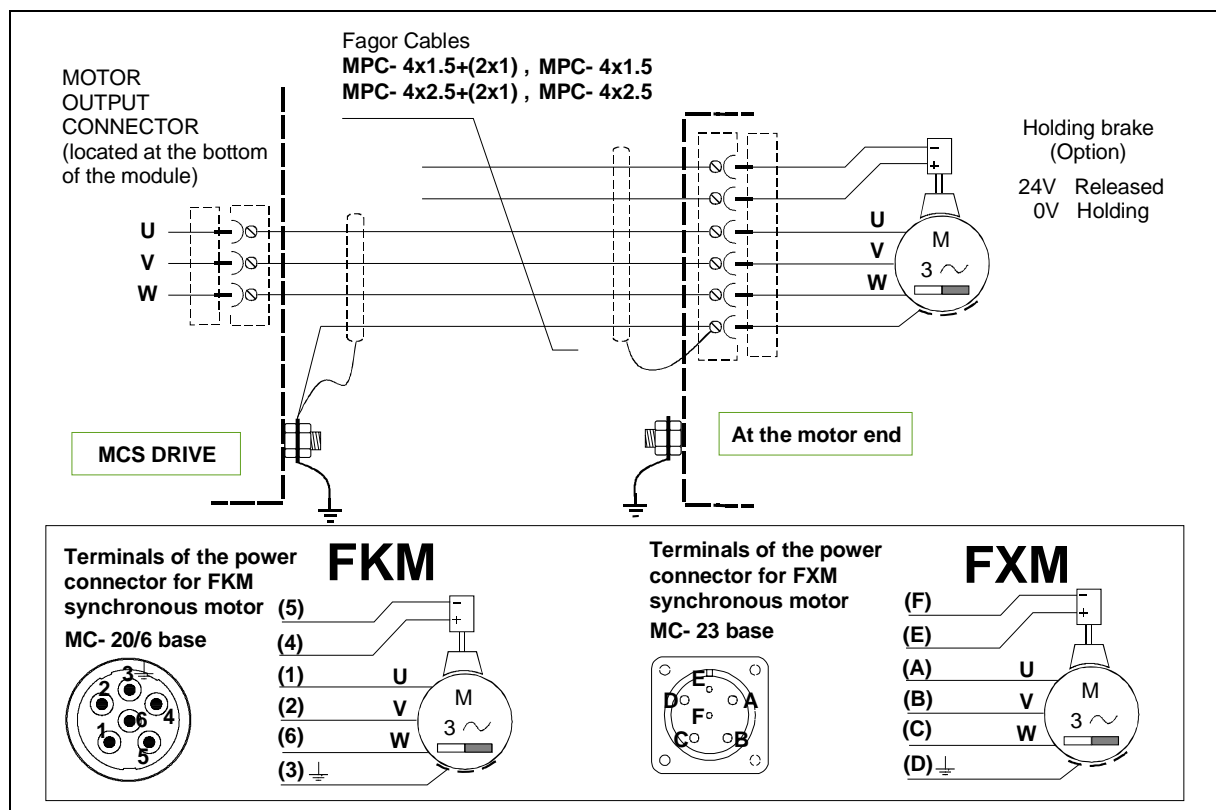 Fagor Cables
MPC- 4x1.5+(2x1) , MPC- 4x1.5
MPC- 4x2.5+(2x1) , MPC- 4x2.5
MOTOR
OUTPUT
CONNECTOR
(located at the bottom
of the module)
Holding brake
(Option)
24V Released
0V Holding
-
+
U
V
W
U
V
W
M
3
MCS DRIVE
At the motor end
Terminals of the power
connector for FKM
synchronous motor
MC- 20/6 base
FKM
3
2
6
4
1
5
(5)
(4)
(1) U
(2) V
(6) W
(3)
-
+
M
3
Terminals of the power
connector for FXM
synchronous motor
MC- 23 base
FXM
E
D
A
F
C
B
(F)
(E)
(A) U
(B) V
(C) W
(D)
-
+
M
3